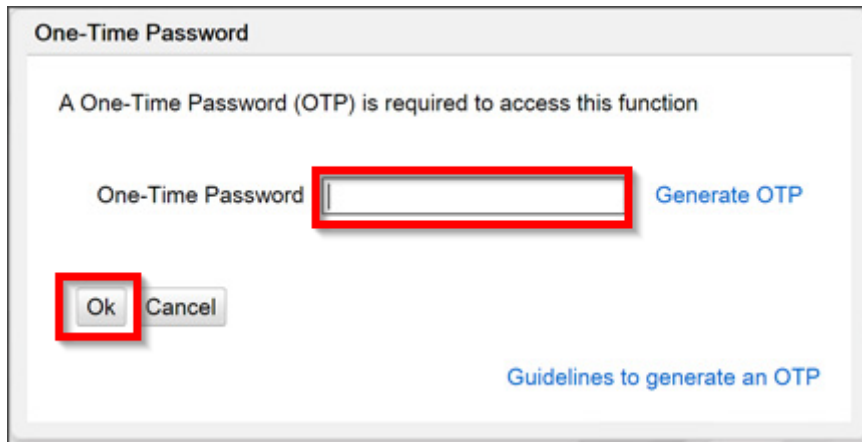 One-Time Password
A One-Time Password (OTP) is required to access this function
One-Time Password Generate OTP
Ok Cancel
Guidelines to generate an OTP